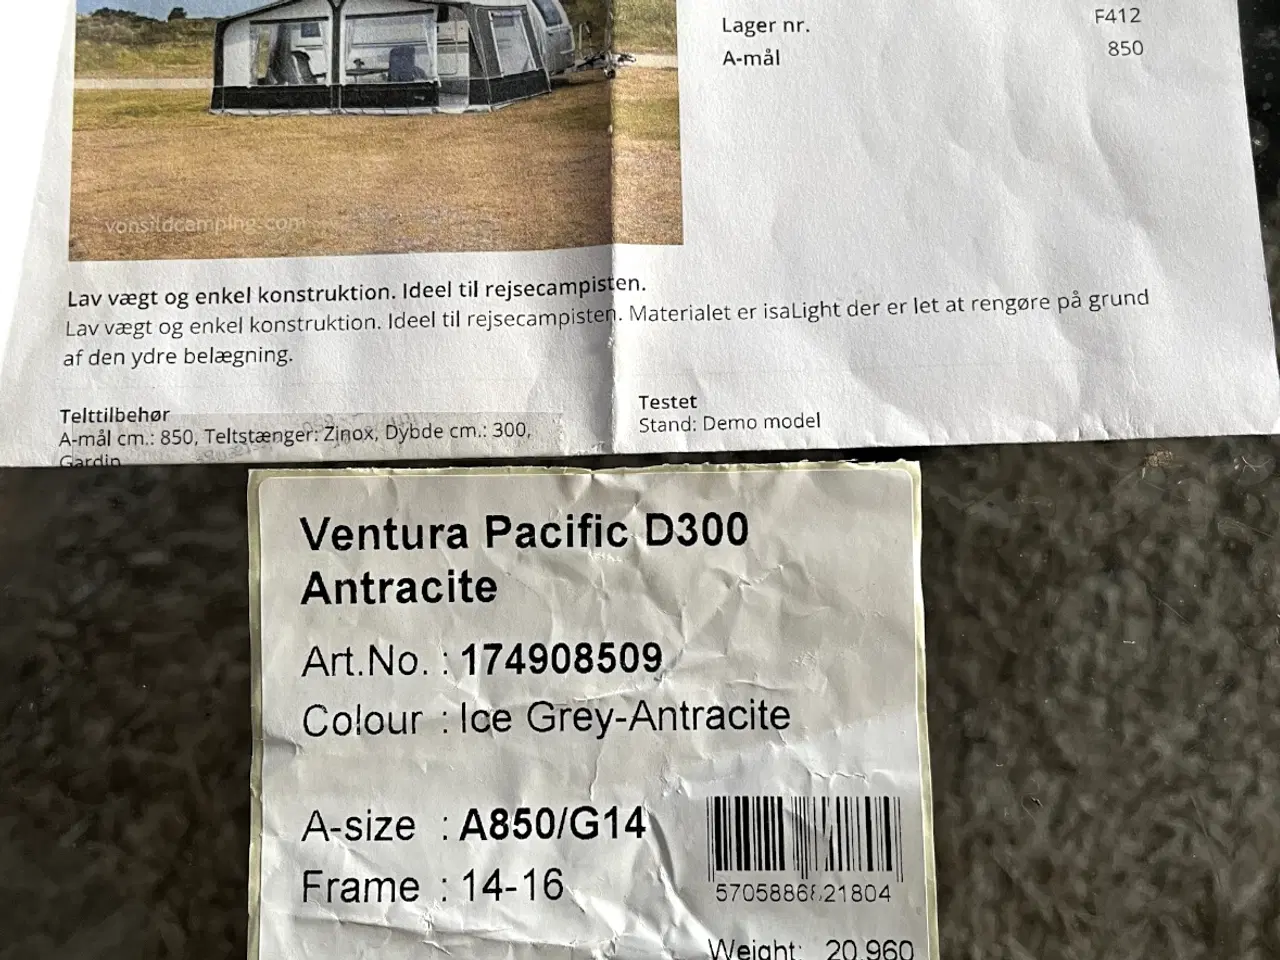 Lager nr. F412
A-mål 850
vonsildcamping.com
Lav vægt og enkel konstruktion. Ideel til rejsecampisten.
Lav vægt og enkel konstruktion. Ideel til rejsecampisten. Materialet er isaLight der er let at rengøre på grund
af den ydre belægning.
Telttilbehør
A-mål cm.: 850, Teltstænger: Zinox, Dybde cm.: 300,
Gardin
Testet
Stand: Demo model
Ventura Pacific D300
Antracite
Art.No. : 174908509
Colour : Ice Grey-Antracite
A-size : A850/G14
Frame : 14-16
Weight: 20.960